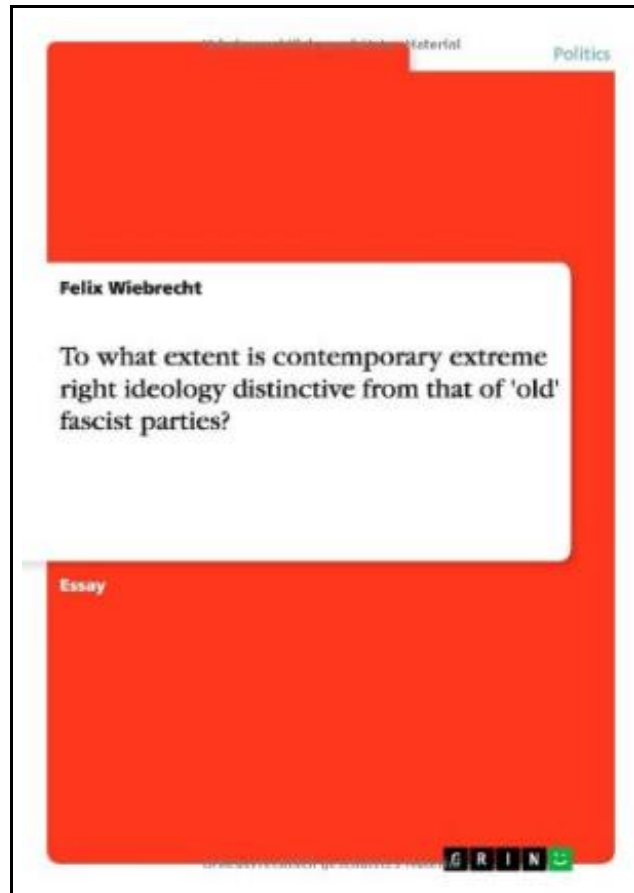 Material
Politics
Felix Wiebrecht
To what extent is contemporary extreme
right ideology distinctive from that of 'old'
fascist parties?
Essay
GRIN